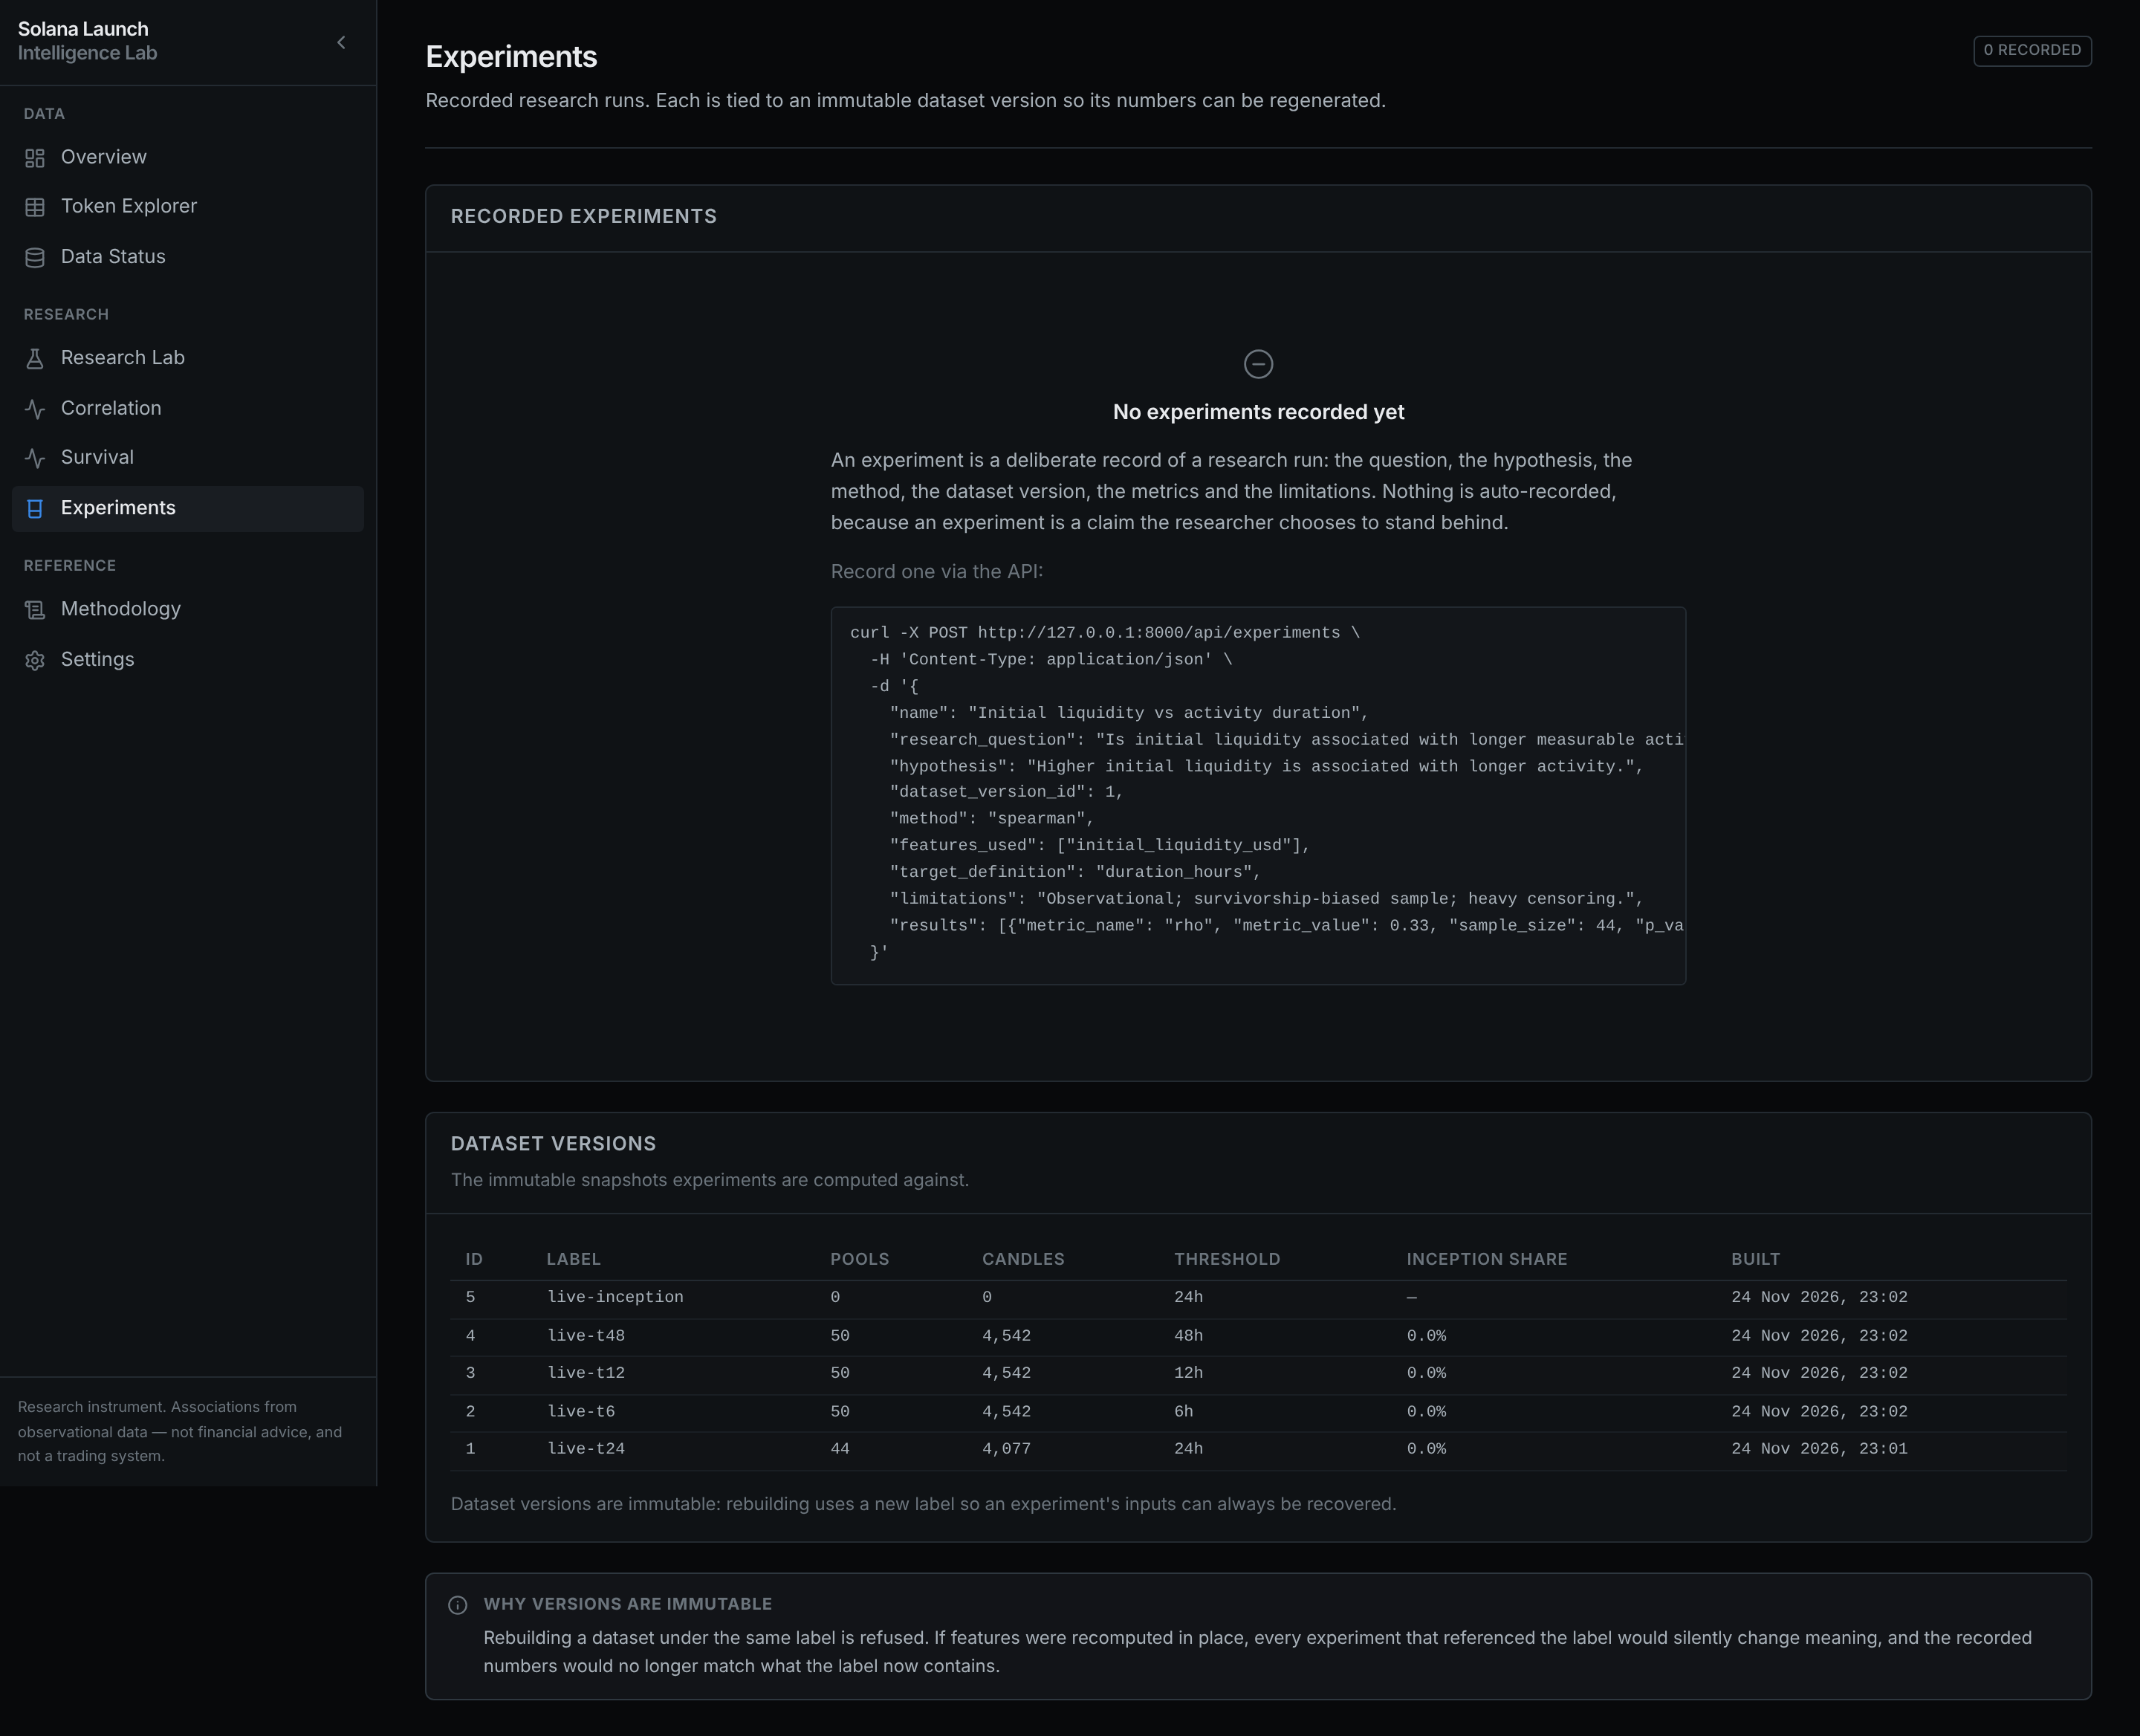 Solana Launch
Intelligence Lab
DATA
Overview
Token Explorer
Data Status
RESEARCH
Research Lab
Correlation
Survival
Experiments
REFERENCE
Methodology
Settings
Research instrument. Associations from
observational data — not financial advice, and
not a trading system.
Experiments
0 RECORDED
Recorded research runs. Each is tied to an immutable dataset version so its numbers can be regenerated.
RECORDED EXPERIMENTS
No experiments recorded yet
An experiment is a deliberate record of a research run: the question, the hypothesis, the
method, the dataset version, the metrics and the limitations. Nothing is auto-recorded,
because an experiment is a claim the researcher chooses to stand behind.
Record one via the API:
curl -X POST http://127.0.0.1:8000/api/experiments \
-H 'Content-Type: application/json' \
-d '{
"name": "Initial liquidity vs activity duration",
"research_question": "Is initial liquidity associated with longer measurable acti
"hypothesis": "Higher initial liquidity is associated with longer activity.",
"dataset_version_id": 1,
"method": "spearman",
"features_used": ["initial_liquidity_usd"],
"target_definition": "duration_hours",
"limitations": "Observational; survivorship-biased sample; heavy censoring.",
"results": [{"metric_name": "rho", "metric_value": 0.33, "sample_size": 44, "p_va
}'
DATASET VERSIONS
The immutable snapshots experiments are computed against.
ID LABEL POOLS CANDLES THRESHOLD INCEPTION SHARE BUILT
5 live-inception 0 0 24h — 24 Nov 2026, 23:02
4 live-t48 50 4,542 48h 0.0% 24 Nov 2026, 23:02
3 live-t12 50 4,542 12h 0.0% 24 Nov 2026, 23:02
2 live-t6 50 4,542 6h 0.0% 24 Nov 2026, 23:02
1 live-t24 44 4,077 24h 0.0% 24 Nov 2026, 23:01
Dataset versions are immutable: rebuilding uses a new label so an experiment's inputs can always be recovered.
WHY VERSIONS ARE IMMUTABLE
Rebuilding a dataset under the same label is refused. If features were recomputed in place, every experiment that referenced the label would silently change meaning, and the recorded
numbers would no longer match what the label now contains.